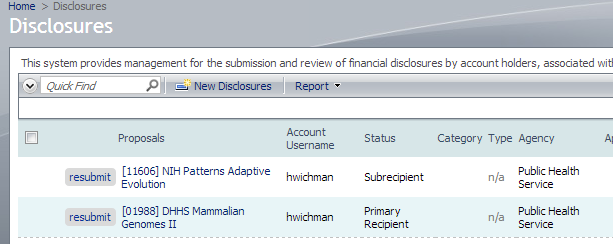 Home > Disclosures
Disclosures
This system provides management for the submission and review of financial disclosures by account holders, associated with
Quick Find New Disclosures Report
Proposals Account Username Status Category Type Agency
resubmit [11606] NIH Patterns Adaptive Evolution hwichman Subrecipient n/a Public Health Service
resubmit [01988] DHHS Mammalian Genomes II hwichman Primary Recipient n/a Public Health Service